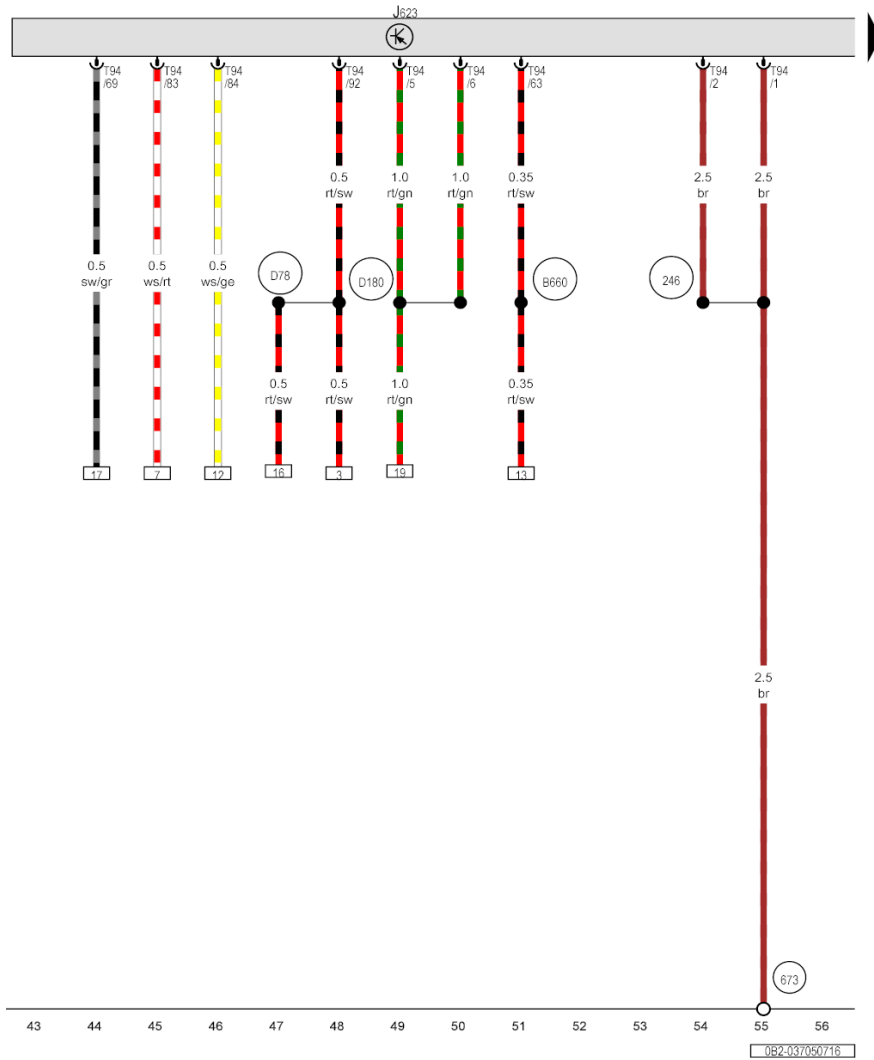 J623
T94 T94 T94 T94 T94 T94 T94 T94 T94
/69 /83 /84 /92 /5 /6 /63 /2 /1
0.5 1.0 1.0 0.35 2.5 2.5
rt/sw rt/gn rt/gn rt/sw br br
0.5 0.5 0.5
sw/gr ws/rt ws/ge
D78 D180 B660 246
0.5 0.5 1.0 0.35
rt/sw rt/sw rt/gn rt/sw
17 7 12 16 3 19 13
2.5
br
673
43 44 45 46 47 48 49 50 51 52 53 54 55 56
0B2-037050716